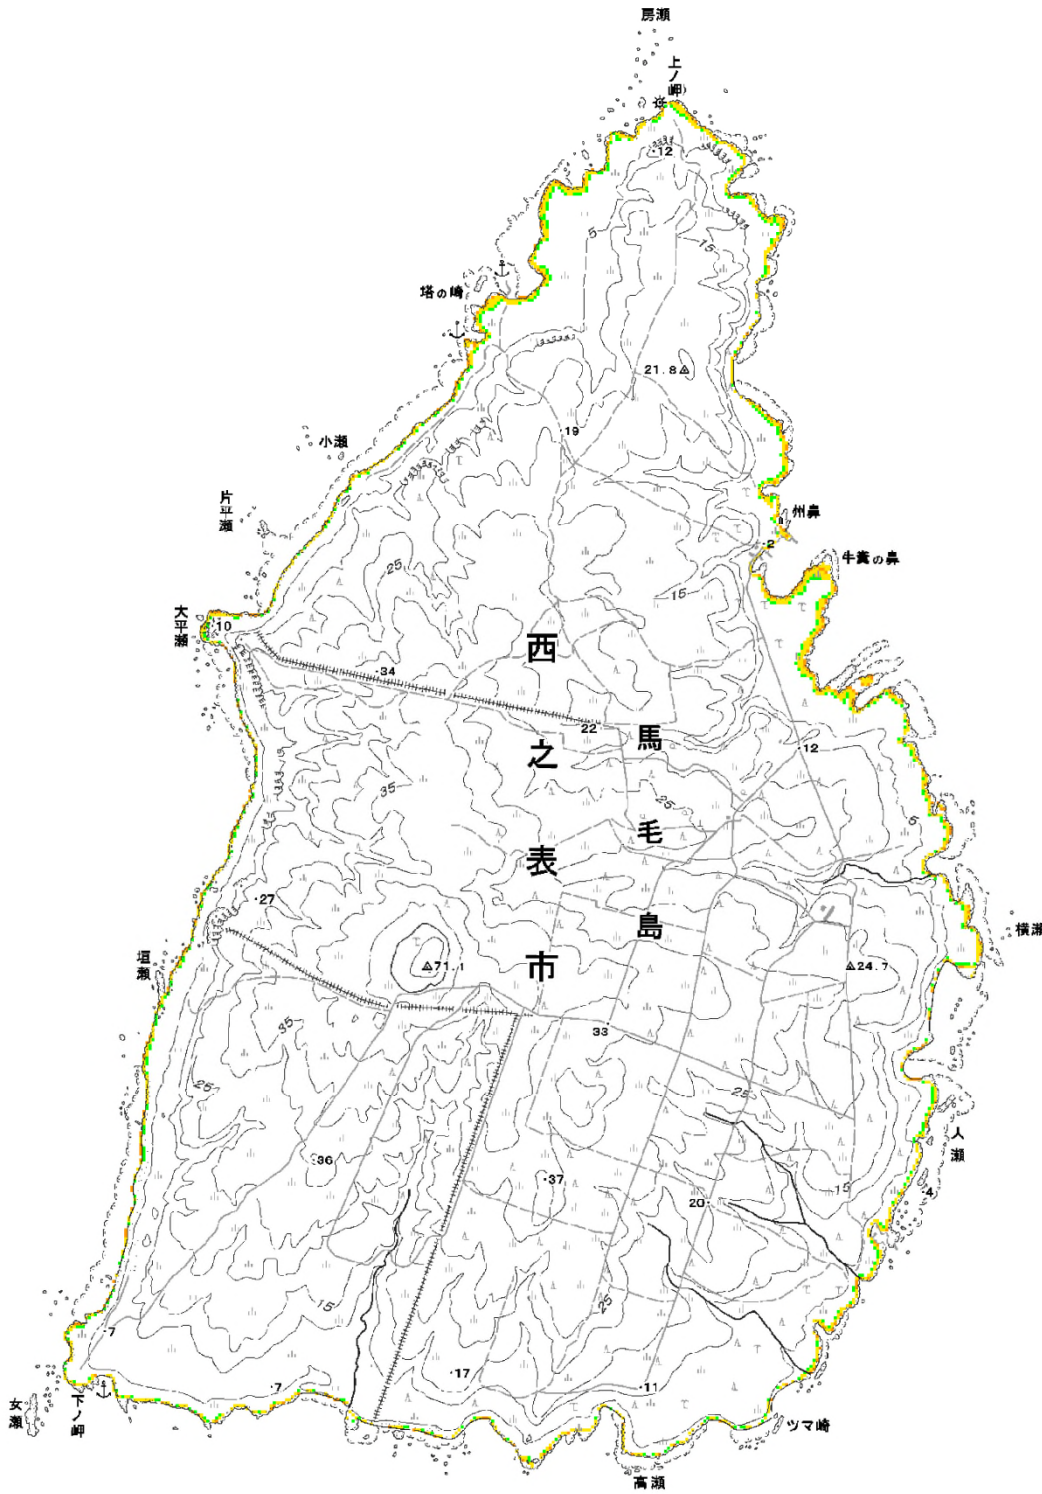 房瀬
上ノ岬
12
5
15
塔の崎
21.8
19
小瀬
片平瀬
州鼻
2
牛糞の鼻
25
15
大平瀬
10
34
22
12
西之表市
馬毛島
35
25
5
27
横瀬
垣瀬
71.1
24.7
35
33
25
25
人瀬
36
37
15
4
20
15
25
7
7
17
11
女瀬
下ノ岬
ツマ崎
高瀬